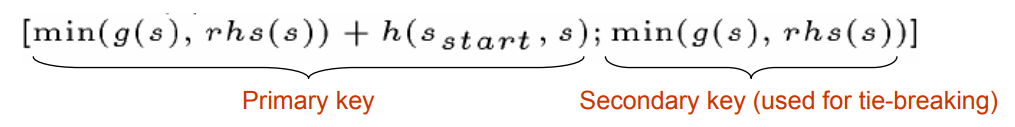 [min(g(s), rhs(s)) + h(s_start, s); min(g(s), rhs(s))]
Primary key Secondary key (used for tie-breaking)